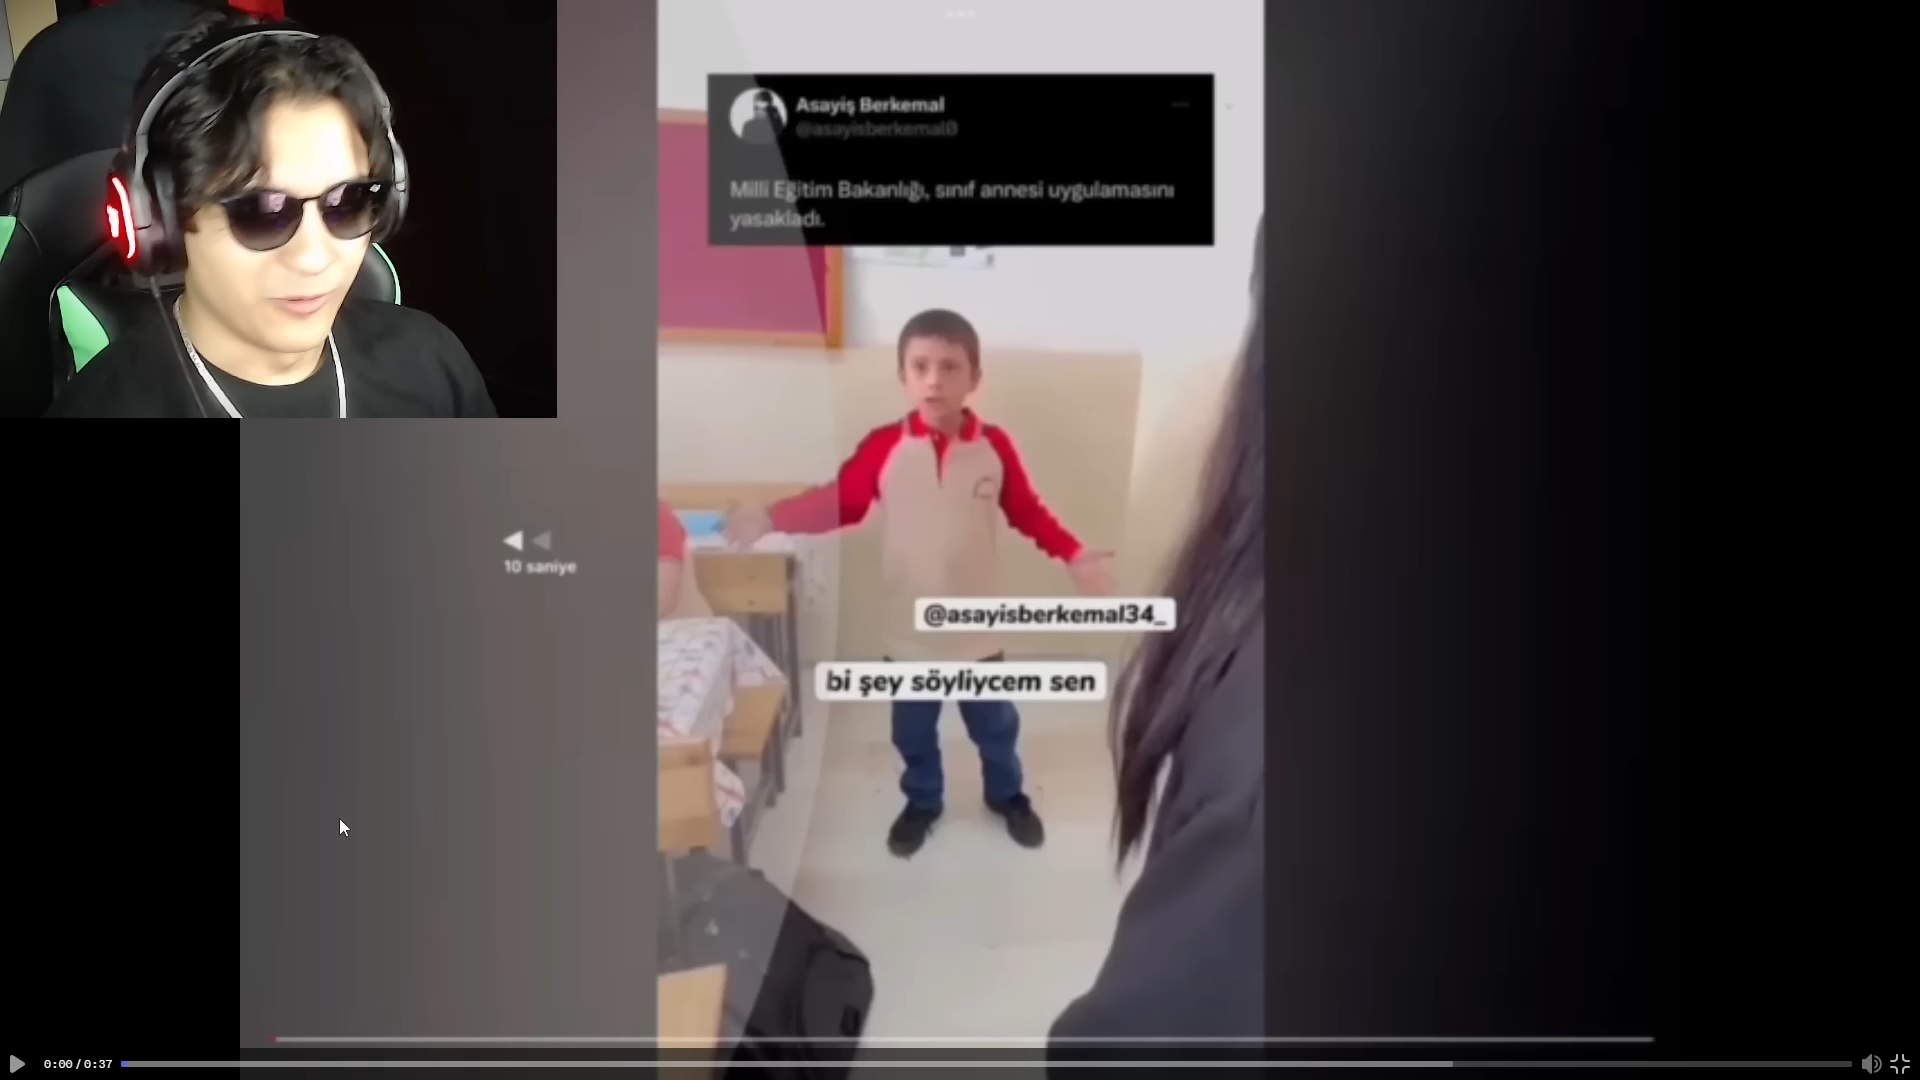 Asayiş Berkemal
@asayisberkemal0
Milli Eğitim Bakanlığı, sınıf annesi uygulamasını
yasakladı.
10 saniye
@asayisberkemal34_
bi şey söyliycem sen
0:00 / 0:37